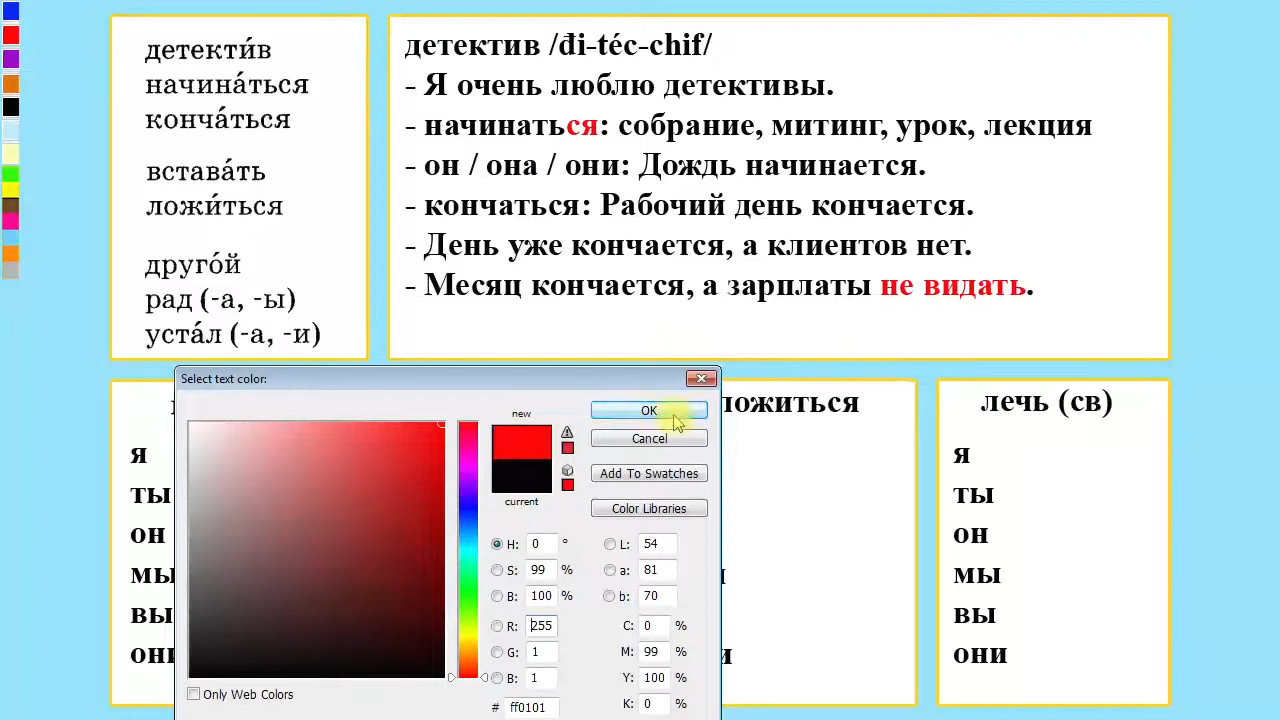 детекти́в
начина́ться
конча́ться
встава́ть
ложи́ться
друго́й
рад (-а, -ы)
уста́л (-а, -и)
детектив /đi-téc-chif/
- Я очень люблю детективы.
- начинаться: собрание, митинг, урок, лекция
- он / она / они: Дождь начинается.
- кончаться: Рабочий день кончается.
- День уже кончается, а клиентов нет.
- Месяц кончается, а зарплаты не видать.
я
ты
он
мы
вы
они
ложиться
лечь (св)
я
ты
он
мы
вы
они
Select text color:
new
current
OK
Cancel
Add To Swatches
Color Libraries
H: 0 °
S: 99 %
B: 100 %
R: 255
G: 1
B: 1
# ff0101
L: 54
a: 81
b: 70
C: 0 %
M: 99 %
Y: 100 %
K: 0 %
Only Web Colors